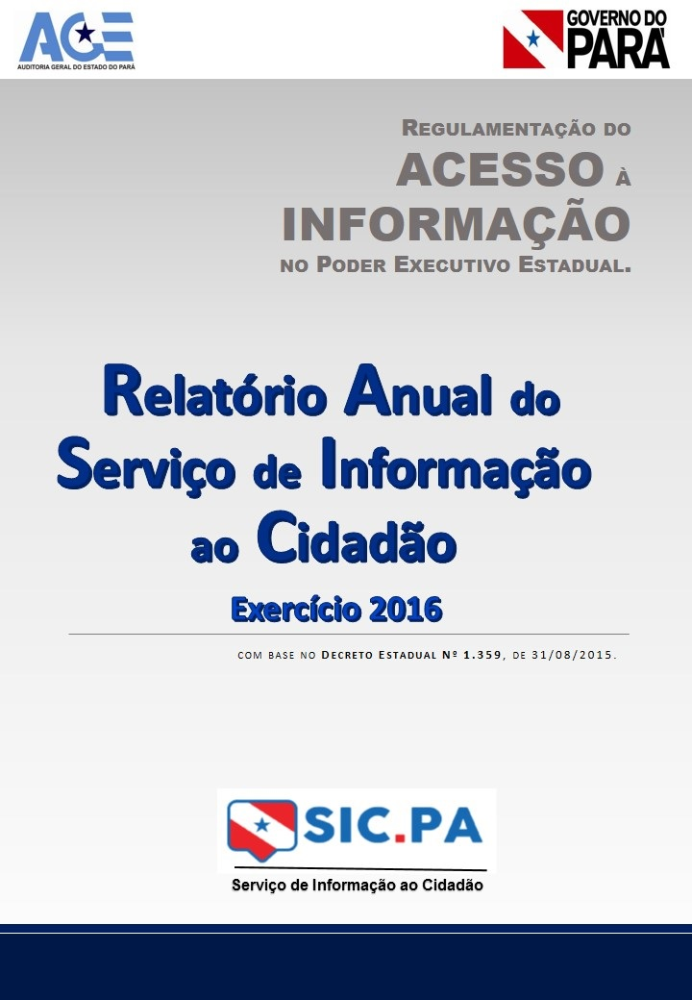 AGE
AUDITORIA GERAL DO ESTADO DO PARÁ
GOVERNO DO
PARÁ
REGULAMENTAÇÃO DO
ACESSO À
INFORMAÇÃO
NO PODER EXECUTIVO ESTADUAL.
Relatório Anual do
Serviço de Informação
ao Cidadão
Exercício 2016
COM BASE NO DECRETO ESTADUAL Nº 1.359, DE 31/08/2015.
SIC.PA
Serviço de Informação ao Cidadão